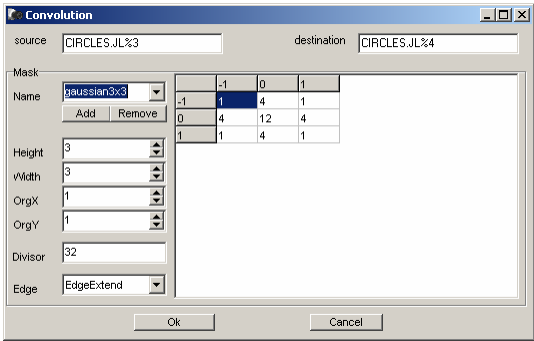 Convolution
source CIRCLES.JL%3 destination CIRCLES.JL%4
Mask
Name gaussian3x3
Add Remove
Height 3
Width 3
OrgX 1
OrgY 1
Divisor 32
Edge EdgeExtend
-1 0 1
-1 1 4 1
0 4 12 4
1 1 4 1
Ok Cancel